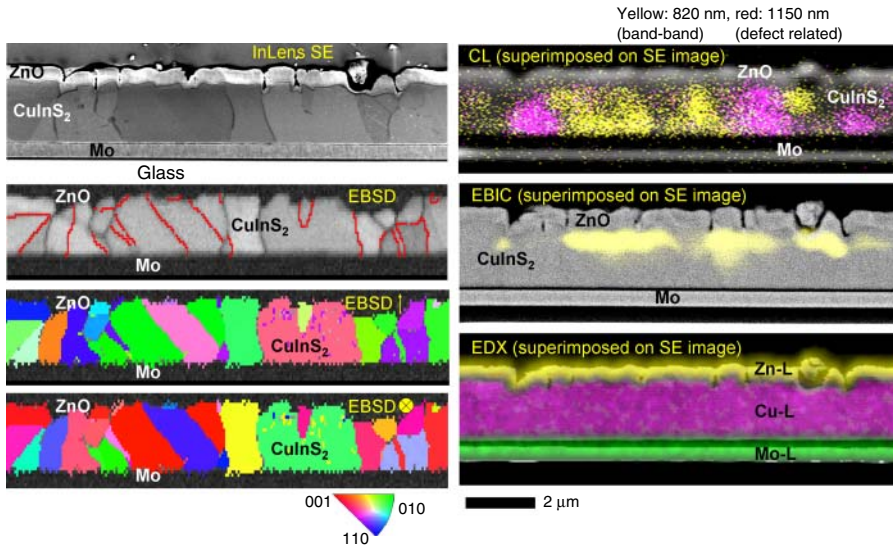 Yellow: 820 nm, red: 1150 nm
(band-band) (defect related)
InLens SE
ZnO
CuInS2
Mo
Glass
ZnO
EBSD
CuInS2
Mo
ZnO
EBSD ↑
CuInS2
Mo
ZnO
EBSD ⊗
CuInS2
Mo
001
010
110
CL (superimposed on SE image)
ZnO
CuInS2
Mo
EBIC (superimposed on SE image)
ZnO
CuInS2
Mo
EDX (superimposed on SE image)
Zn-L
Cu-L
Mo-L
2 μm